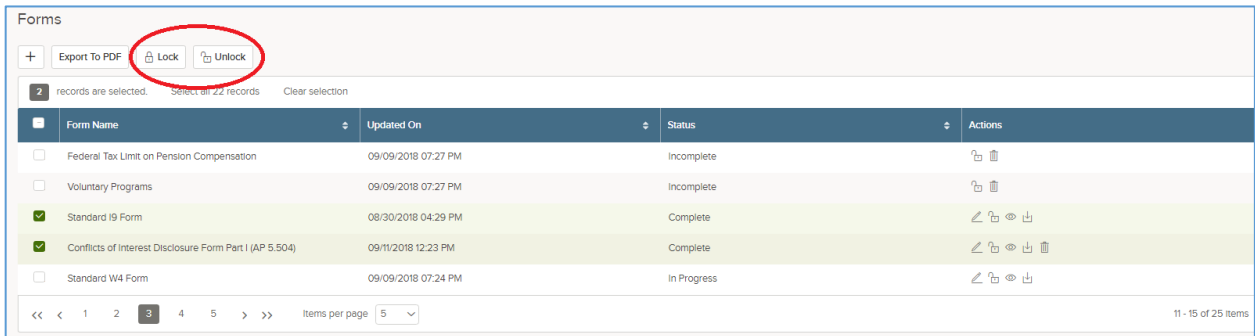 Forms
+ Export To PDF Lock Unlock
2 records are selected. Select all 22 records Clear selection
Form Name Updated On Status Actions
Federal Tax Limit on Pension Compensation 09/09/2018 07:27 PM Incomplete
Voluntary Programs 09/09/2018 07:27 PM Incomplete
Standard I9 Form 08/30/2018 04:29 PM Complete
Conflicts of Interest Disclosure Form Part I (AP 5.504) 09/11/2018 12:23 PM Complete
Standard W4 Form 09/09/2018 07:24 PM In Progress
<< < 1 2 3 4 5 > >> Items per page 5 11 - 15 of 25 items